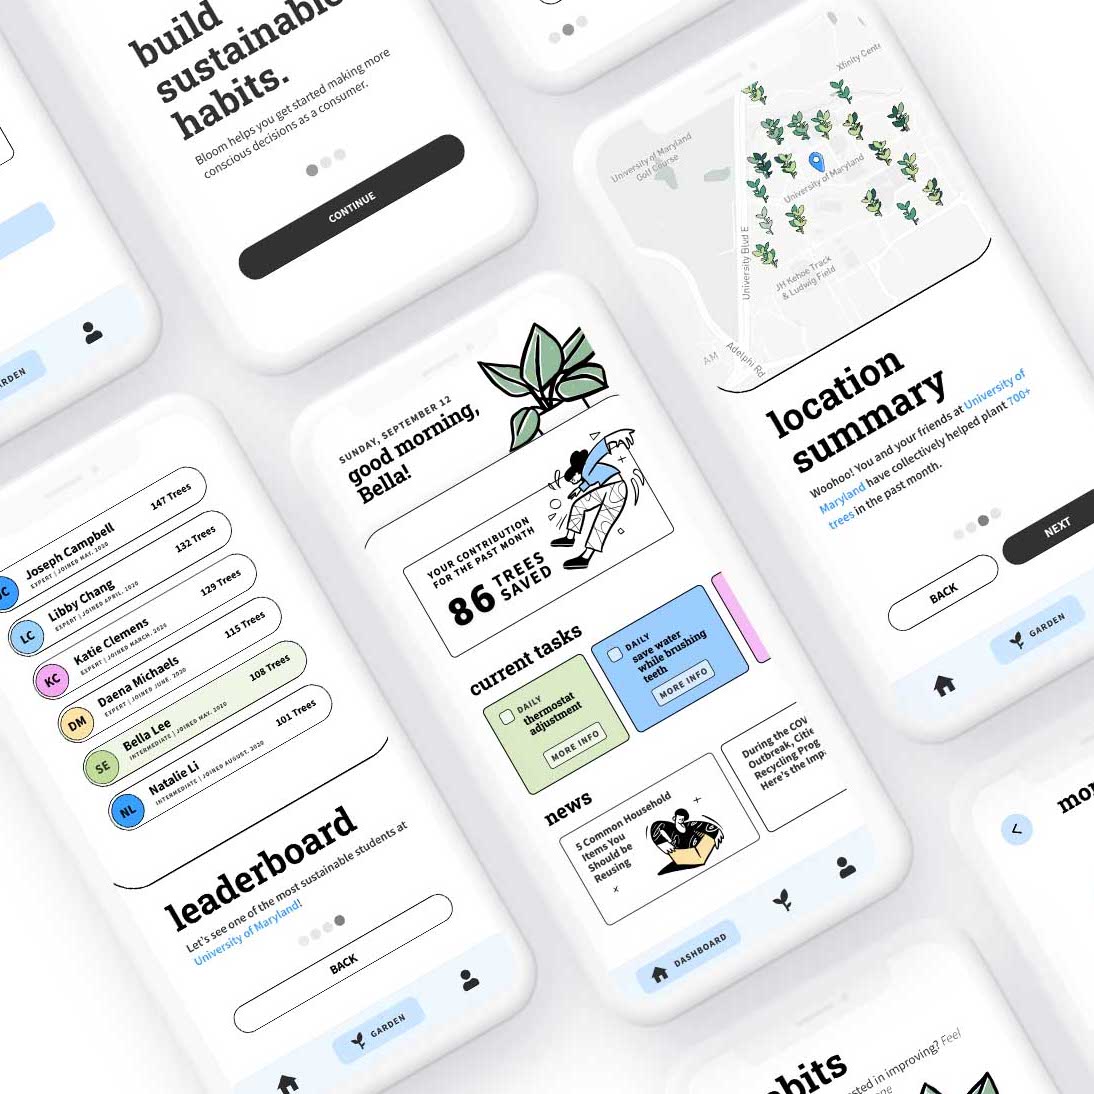 build
sustainable
habits.
Bloom helps you get started making more
conscious decisions as a consumer.
CONTINUE
Xfinity Cente
University of Maryland
Golf Course
University of Maryland
University Blvd E
JH Kehoe Track
& Ludwig Field
Adelphi Rd
A M
location
summary
Woohoo! You and your friends at University of
Maryland have collectively helped plant 700+
trees in the past month.
NEXT
BACK
GARDEN
SUNDAY, SEPTEMBER 12
good morning,
Bella!
YOUR CONTRIBUTION
FOR THE PAST MONTH
86 TREES
SAVED
current tasks
DAILY
thermostat
adjustment
MORE INFO
DAILY
save water
while brushing
teeth
MORE INFO
news
5 Common Household
Items You
Should be
Reusing
During the COV
Outbreak, Citie
Recycling Prog
Here's the Imp
DASHBOARD
ARDEN
JC
Joseph Campbell
EXPERT | JOINED MAY, 2020
147 Trees
LC
Libby Chang
EXPERT | JOINED APRIL, 2020
132 Trees
KC
Katie Clemens
EXPERT | JOINED MARCH, 2020
129 Trees
DM
Daena Michaels
EXPERT | JOINED JUNE, 2020
115 Trees
SE
Bella Lee
INTERMEDIATE | JOINED MAY, 2020
108 Trees
NL
Natalie Li
INTERMEDIATE | JOINED AUGUST, 2020
101 Trees
leaderboard
Let's see one of the most sustainable students at
University of Maryland!
BACK
GARDEN
<
mor
abits
ested in improving? Feel
one